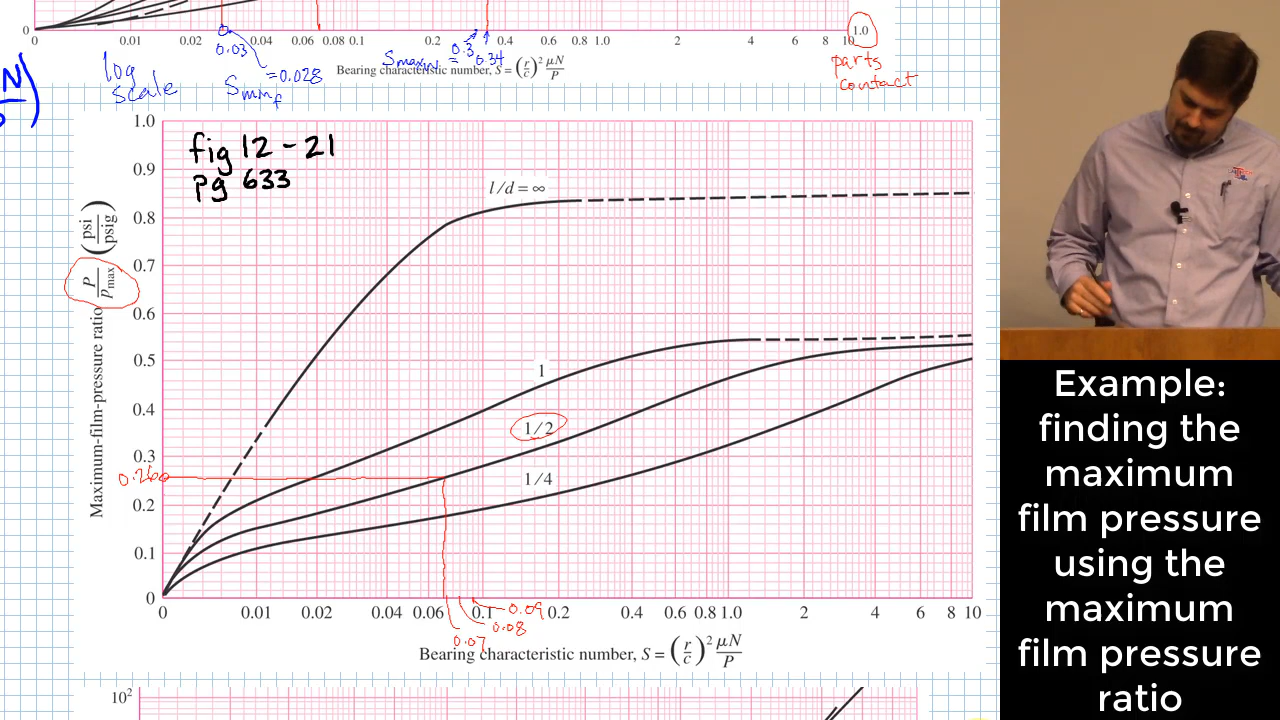 0
0 0.01 0.02 0.04 0.06 0.08 0.1 0.2 0.4 0.6 0.8 1.0 2 4 6 8 10 1.0
0.03 0.3 0.34
Bearing characteristic number, S = (r/c)² μN/P
log
scale
= 0.028
S min f
S max N =
parts
contact
N
fig 12-21
pg 633
Maximum-film-pressure ratio P/p max (psi/psig)
1.0
0.9
0.8
0.7
0.6
0.5
0.4
0.3
0.260
0.2
0.1
0
l/d = ∞
1
1/2
1/4
0 0.01 0.02 0.04 0.06 0.1 0.2 0.4 0.6 0.8 1.0 2 4 6 8 10
0.09
0.08
0.07
Bearing characteristic number, S = (r/c)² μN/P
10²
Example:
finding the
maximum
film pressure
using the
maximum
film pressure
ratio